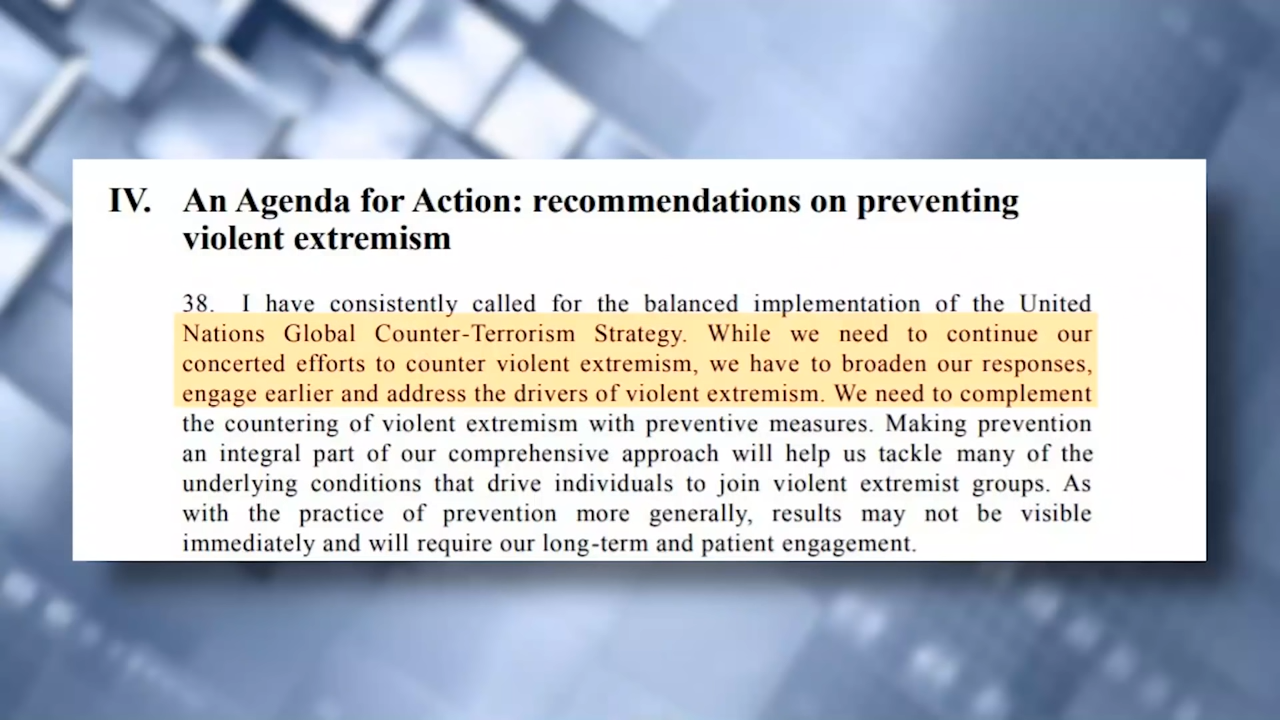 IV. An Agenda for Action: recommendations on preventing
violent extremism
38. I have consistently called for the balanced implementation of the United
Nations Global Counter-Terrorism Strategy. While we need to continue our
concerted efforts to counter violent extremism, we have to broaden our responses,
engage earlier and address the drivers of violent extremism. We need to complement
the countering of violent extremism with preventive measures. Making prevention
an integral part of our comprehensive approach will help us tackle many of the
underlying conditions that drive individuals to join violent extremist groups. As
with the practice of prevention more generally, results may not be visible
immediately and will require our long-term and patient engagement.